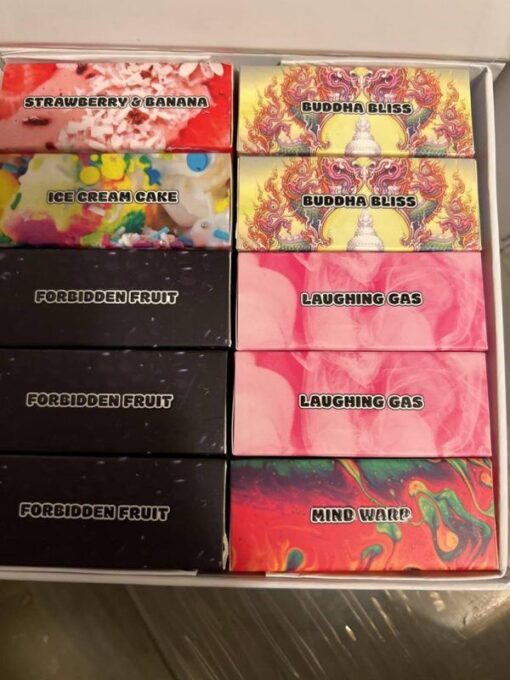 STRAWBERRY & BANANA
ICE CREAM CAKE
FORBIDDEN FRUIT
FORBIDDEN FRUIT
FORBIDDEN FRUIT
BUDDHA BLISS
BUDDHA BLISS
LAUGHING GAS
LAUGHING GAS
MIND WARP